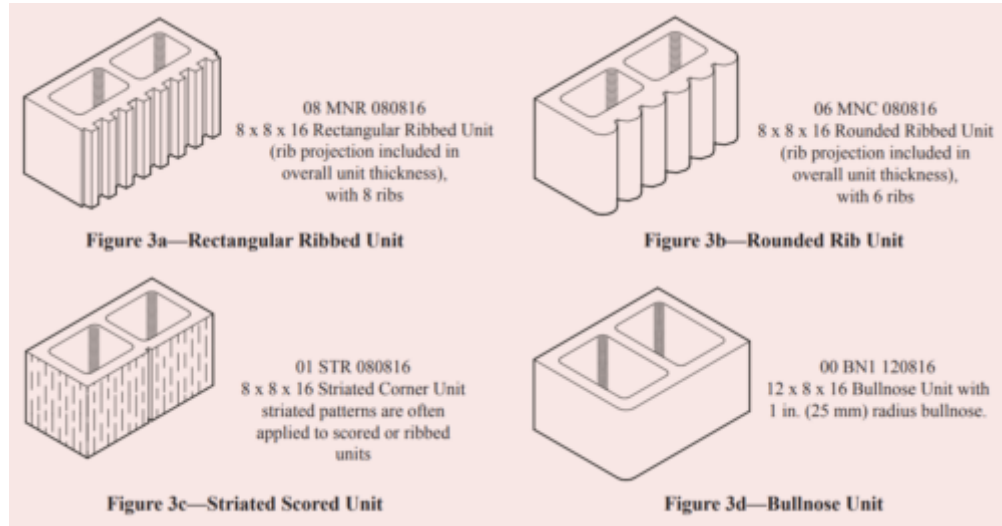 08 MNR 080816
8 x 8 x 16 Rectangular Ribbed Unit
(rib projection included in
overall unit thickness),
with 8 ribs
Figure 3a—Rectangular Ribbed Unit
06 MNC 080816
8 x 8 x 16 Rounded Ribbed Unit
(rib projection included in
overall unit thickness),
with 6 ribs
Figure 3b—Rounded Rib Unit
01 STR 080816
8 x 8 x 16 Striated Corner Unit
striated patterns are often
applied to scored or ribbed
units
Figure 3c—Striated Scored Unit
00 BN1 120816
12 x 8 x 16 Bullnose Unit with
1 in. (25 mm) radius bullnose.
Figure 3d—Bullnose Unit